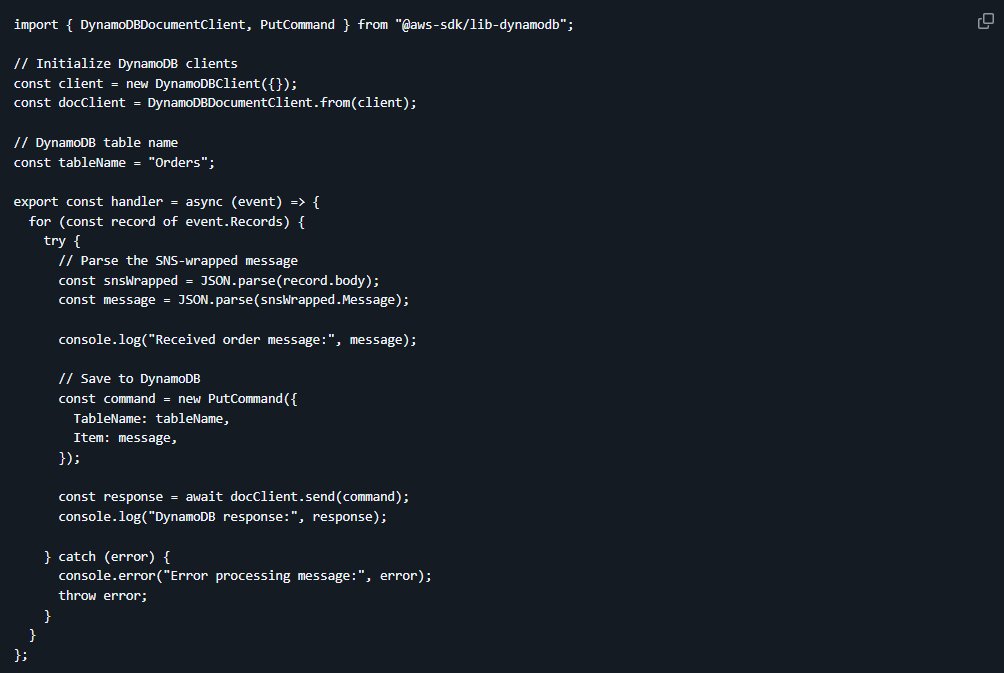 import { DynamoDBDocumentClient, PutCommand } from "@aws-sdk/lib-dynamodb";

// Initialize DynamoDB clients
const client = new DynamoDBClient({});
const docClient = DynamoDBDocumentClient.from(client);

// DynamoDB table name
const tableName = "Orders";

export const handler = async (event) => {
  for (const record of event.Records) {
    try {
      // Parse the SNS-wrapped message
      const snsWrapped = JSON.parse(record.body);
      const message = JSON.parse(snsWrapped.Message);

      console.log("Received order message:", message);

      // Save to DynamoDB
      const command = new PutCommand({
        TableName: tableName,
        Item: message,
      });

      const response = await docClient.send(command);
      console.log("DynamoDB response:", response);

    } catch (error) {
      console.error("Error processing message:", error);
      throw error;
    }
  }
};